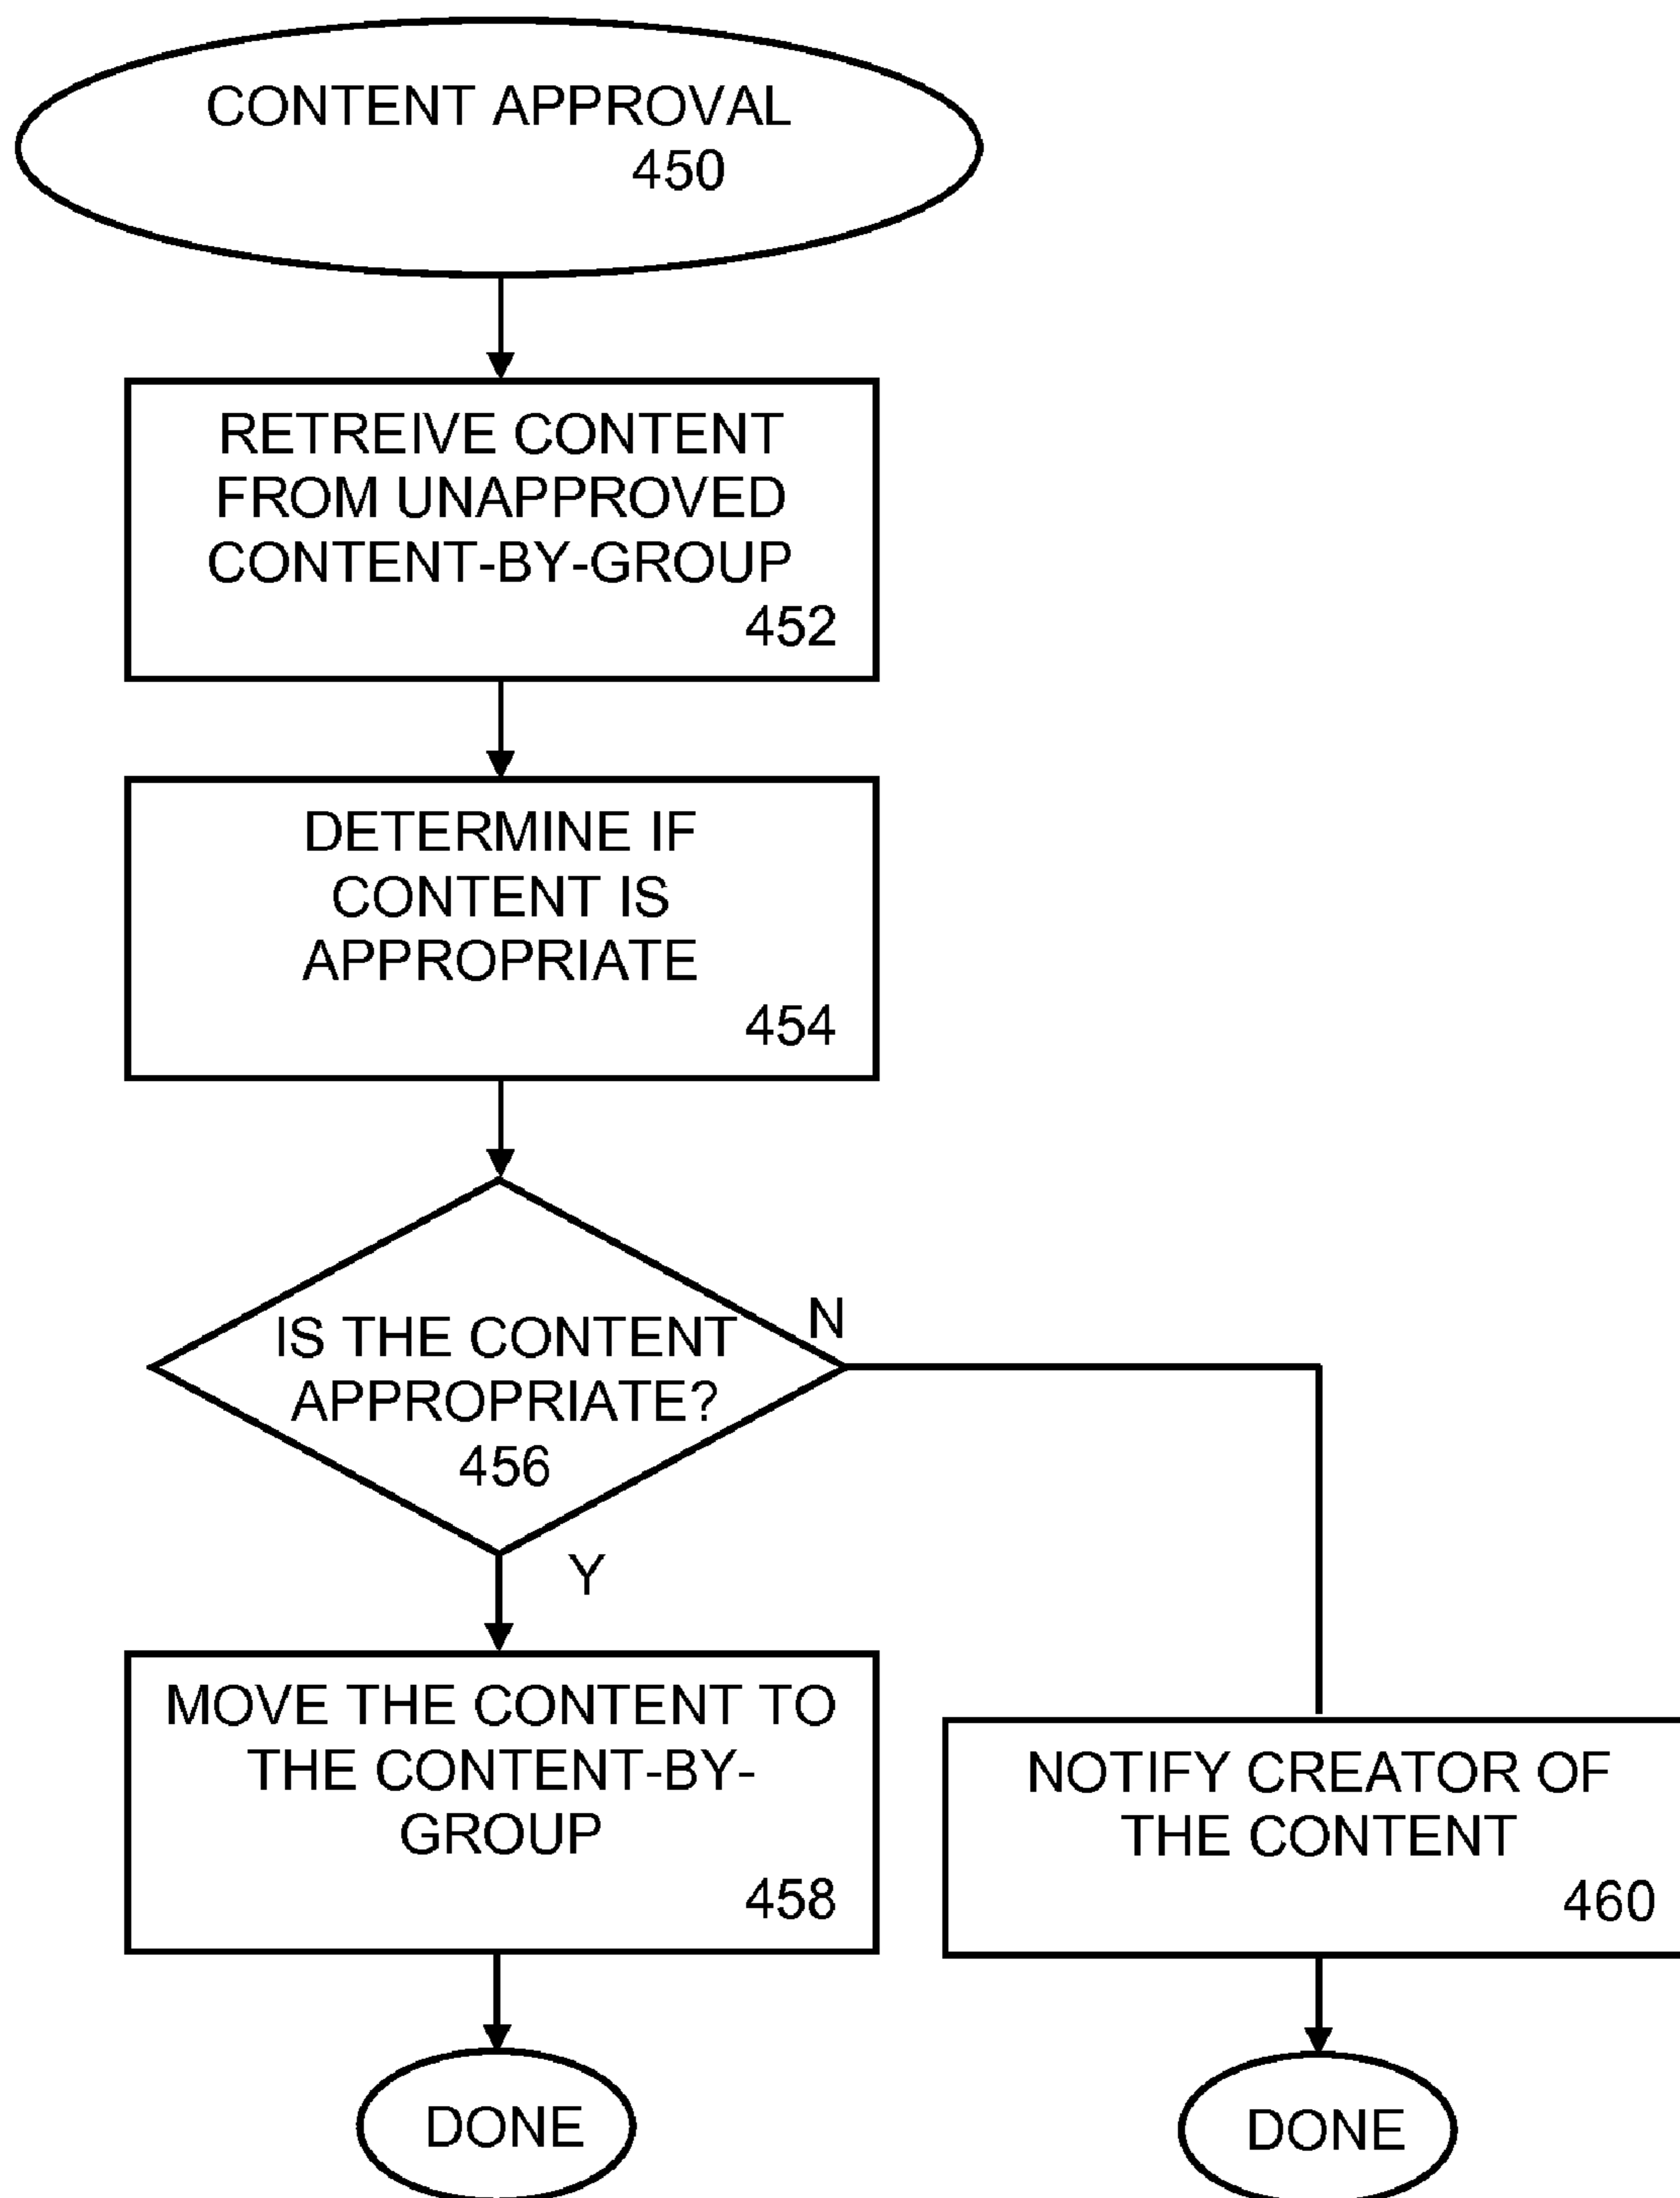 CONTENT APPROVAL
450
RETREIVE CONTENT
FROM UNAPPROVED
CONTENT-BY-GROUP
452
DETERMINE IF
CONTENT IS
APPROPRIATE
454
IS THE CONTENT
APPROPRIATE?
456
N
Y
MOVE THE CONTENT TO
THE CONTENT-BY-
GROUP
458
NOTIFY CREATOR OF
THE CONTENT
460
DONE
DONE